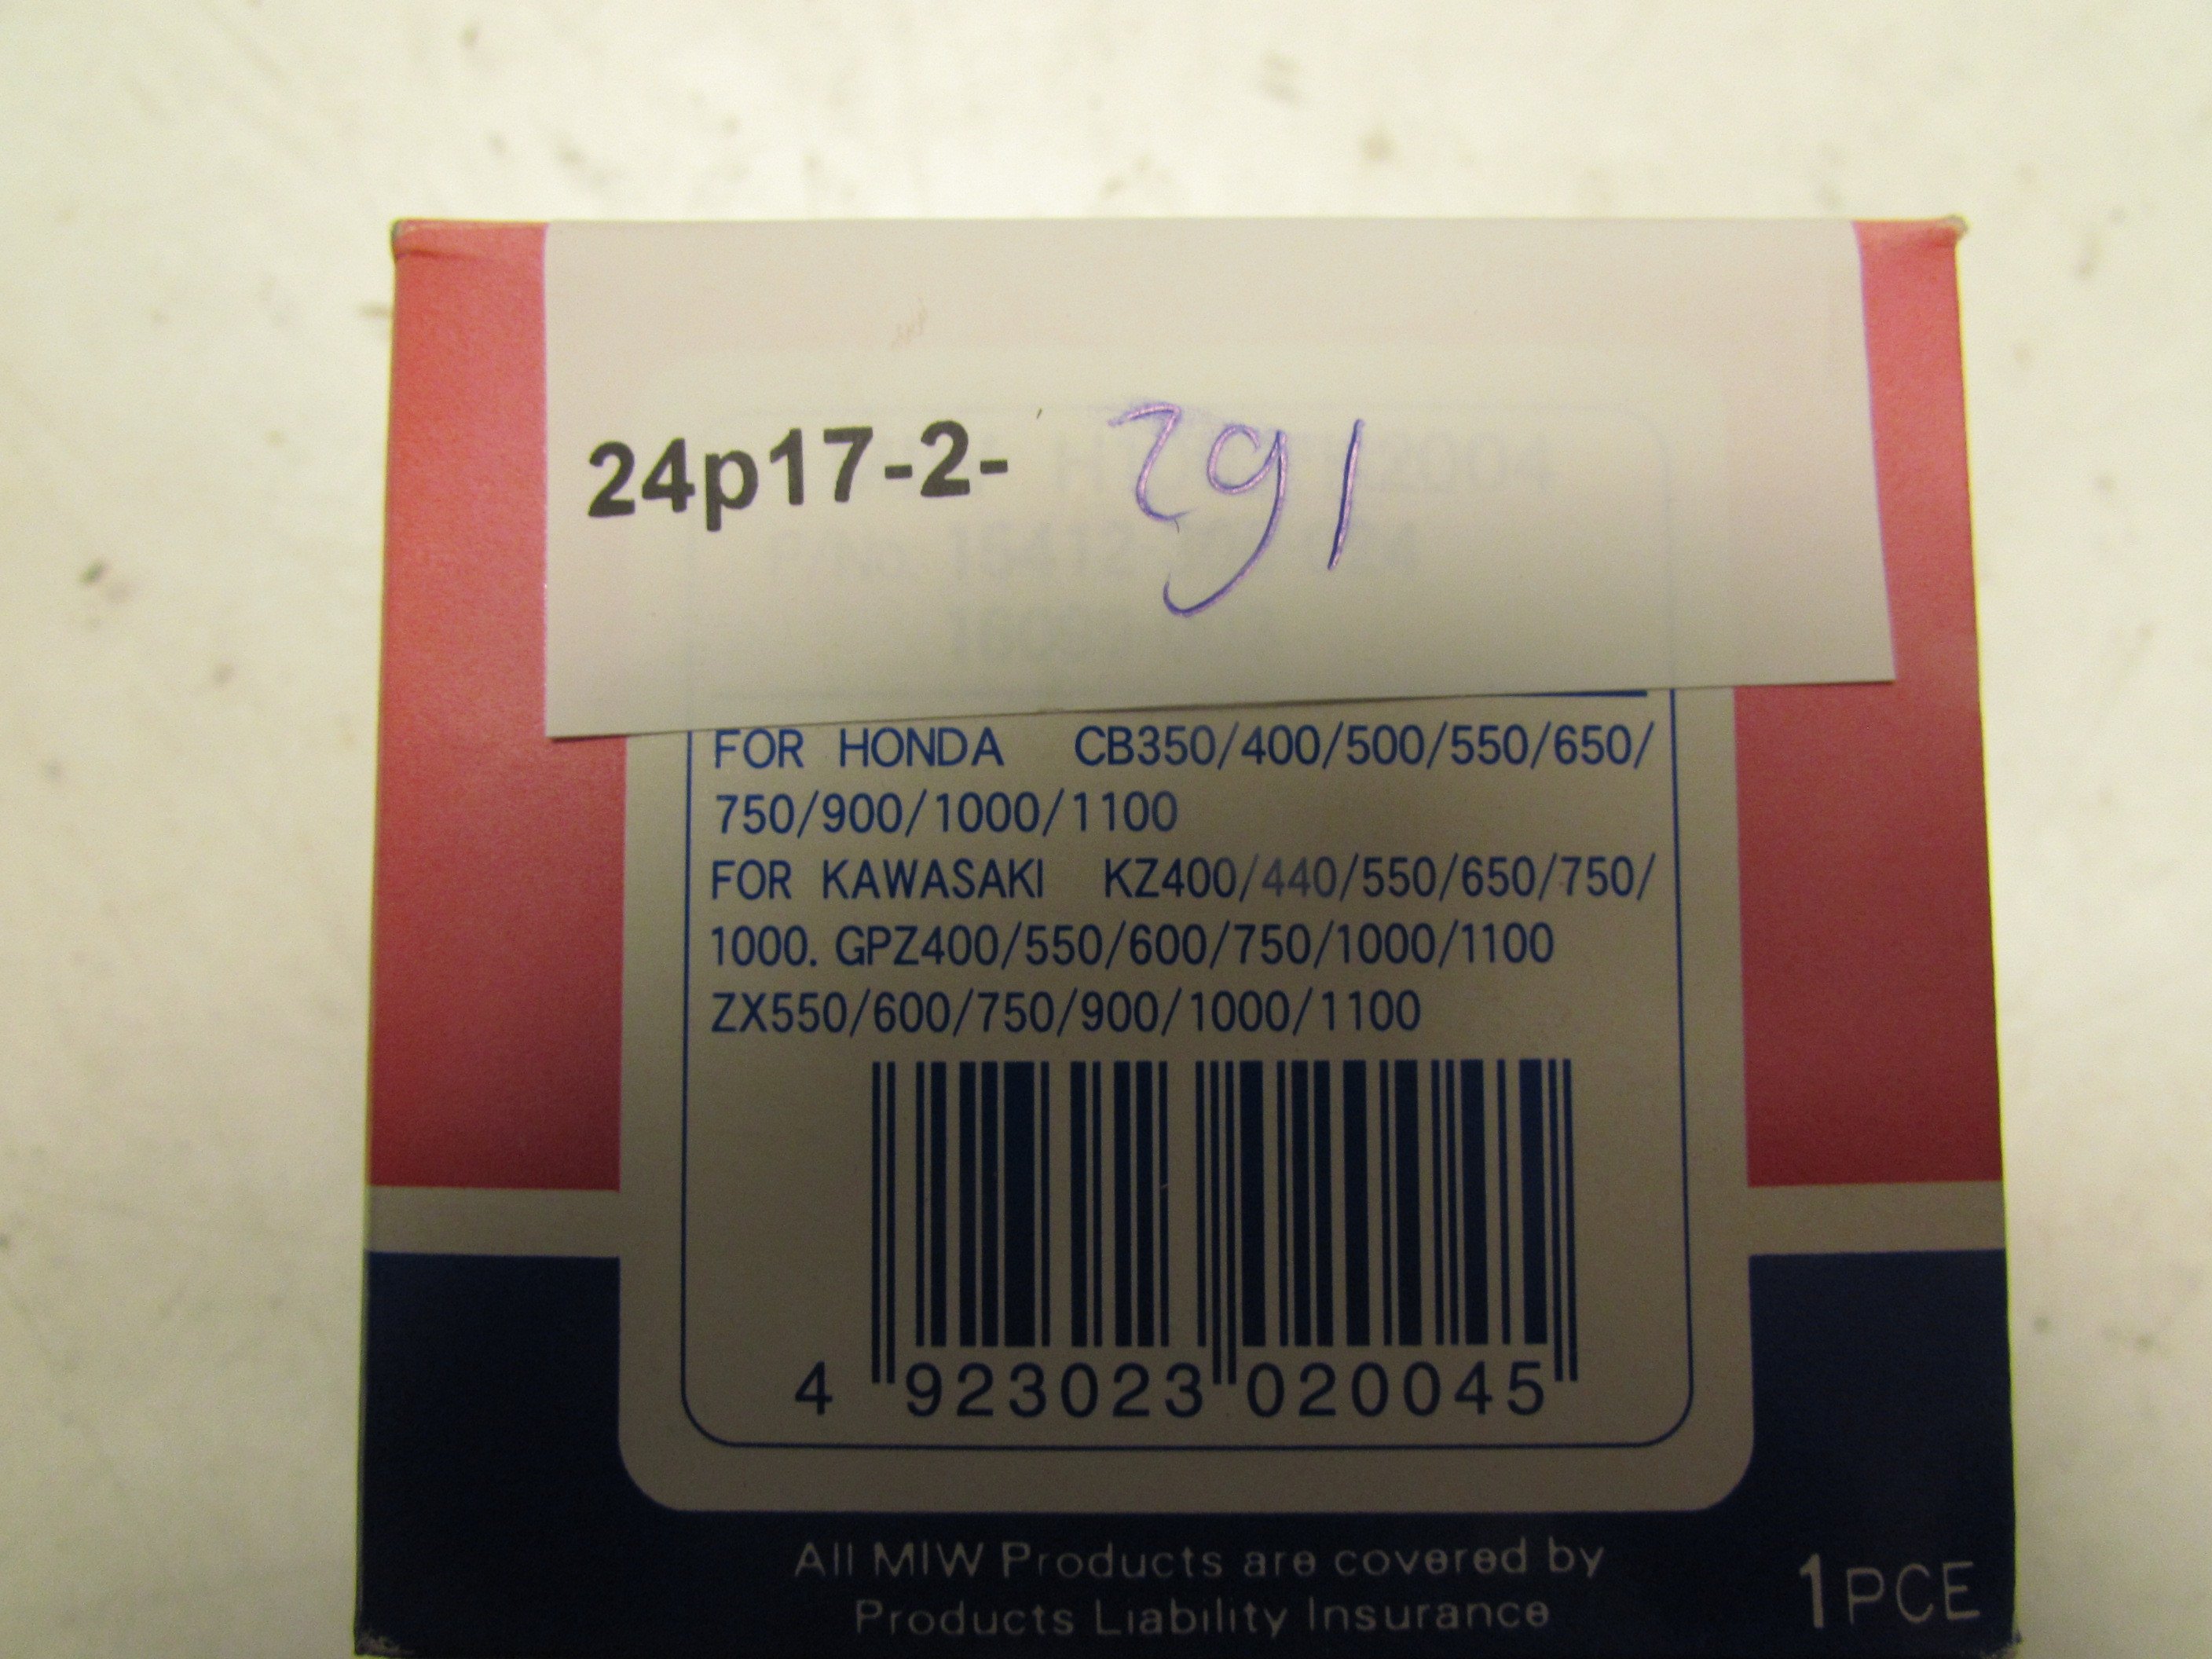 24p17-2- 291
FOR HONDA CB350/400/500/550/650/
750/900/1000/1100
FOR KAWASAKI KZ400/440/550/650/750/
1000. GPZ400/550/600/750/1000/1100
ZX550/600/750/900/1000/1100
4 923023 020045
All MIW Products are covered by
Products Liability Insurance
1PCE